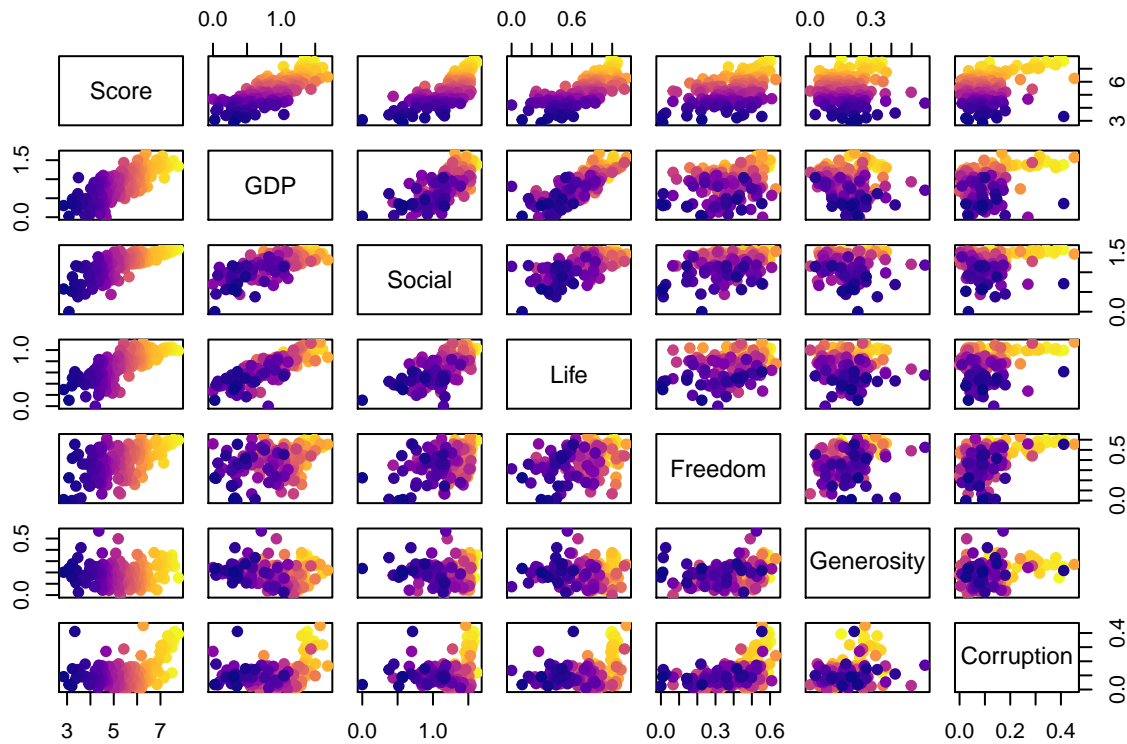 0.0 1.0
0.0 0.6
0.0 0.3
Score
3 6
0.0 1.5
GDP
Social
0.0 1.5
0.0 1.0
Life
Freedom
0.0 0.5
0.0 0.5
Generosity
Corruption
0.0 0.4
3 5 7
0.0 1.0
0.0 0.3 0.6
0.0 0.2 0.4